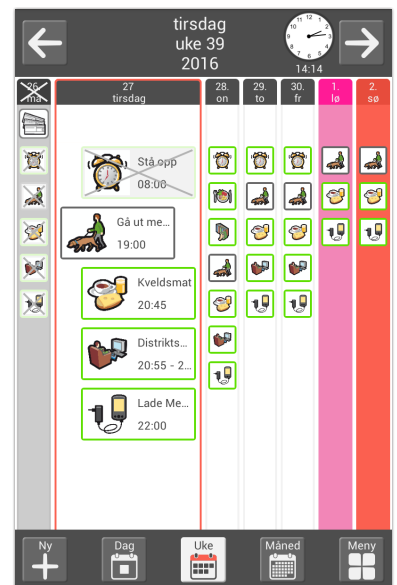 tirsdag
uke 39
2016
14:14
26.
ma
27
tirsdag
28.
on
29.
to
30.
fr
1.
lø
2.
sø
Stå opp
08:00
Gå ut me...
19:00
Kveldsmat
20:45
Distrikts...
20:55 - 2...
Lade Me...
22:00
Ny
Dag
Uke
Måned
Meny